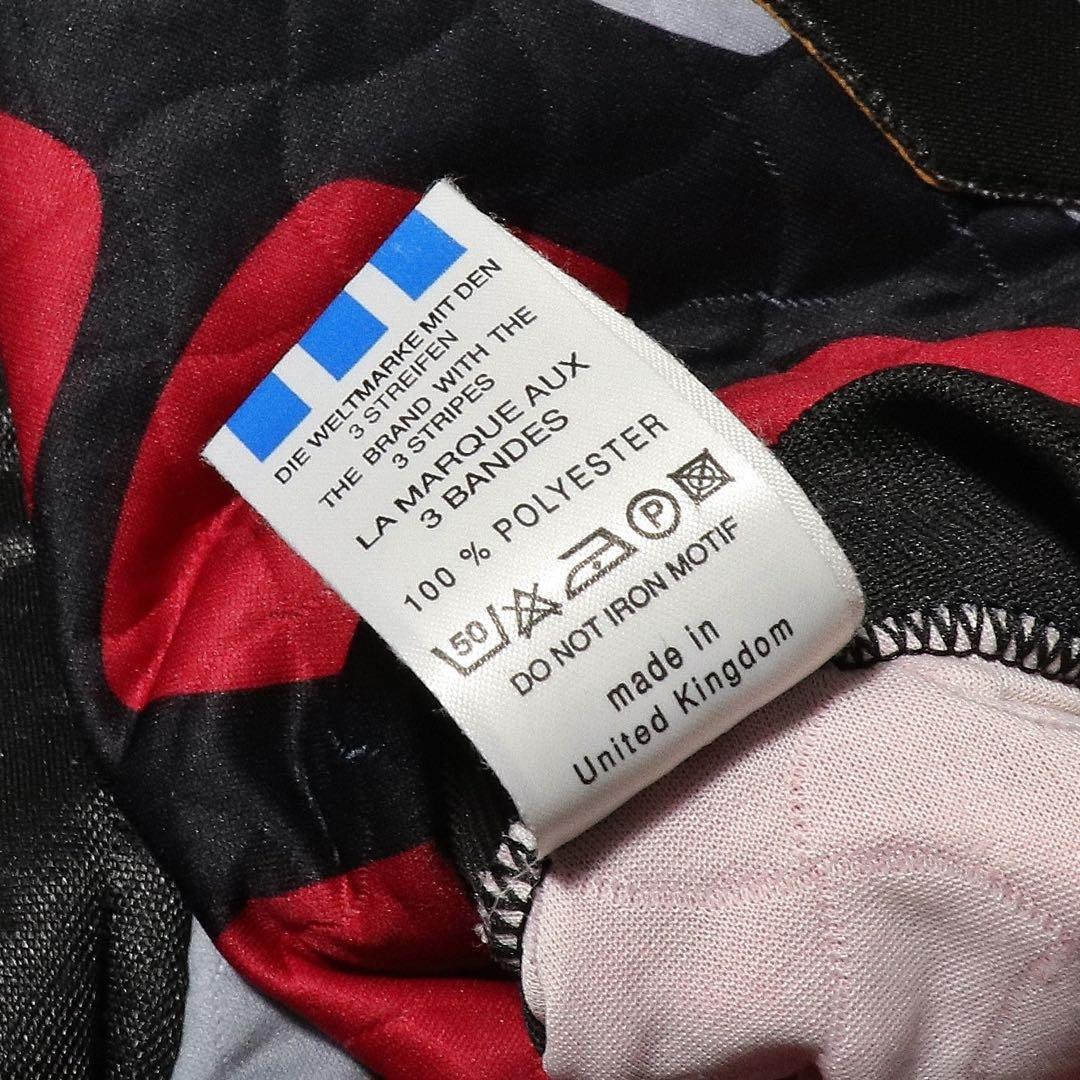 DIE WELTMARKE MIT DEN
3 STREIFEN
THE BRAND WITH THE
3 STRIPES
LA MARQUE AUX
3 BANDES
100 % POLYESTER
50 P
DO NOT IRON MOTIF
made in
United Kingdom